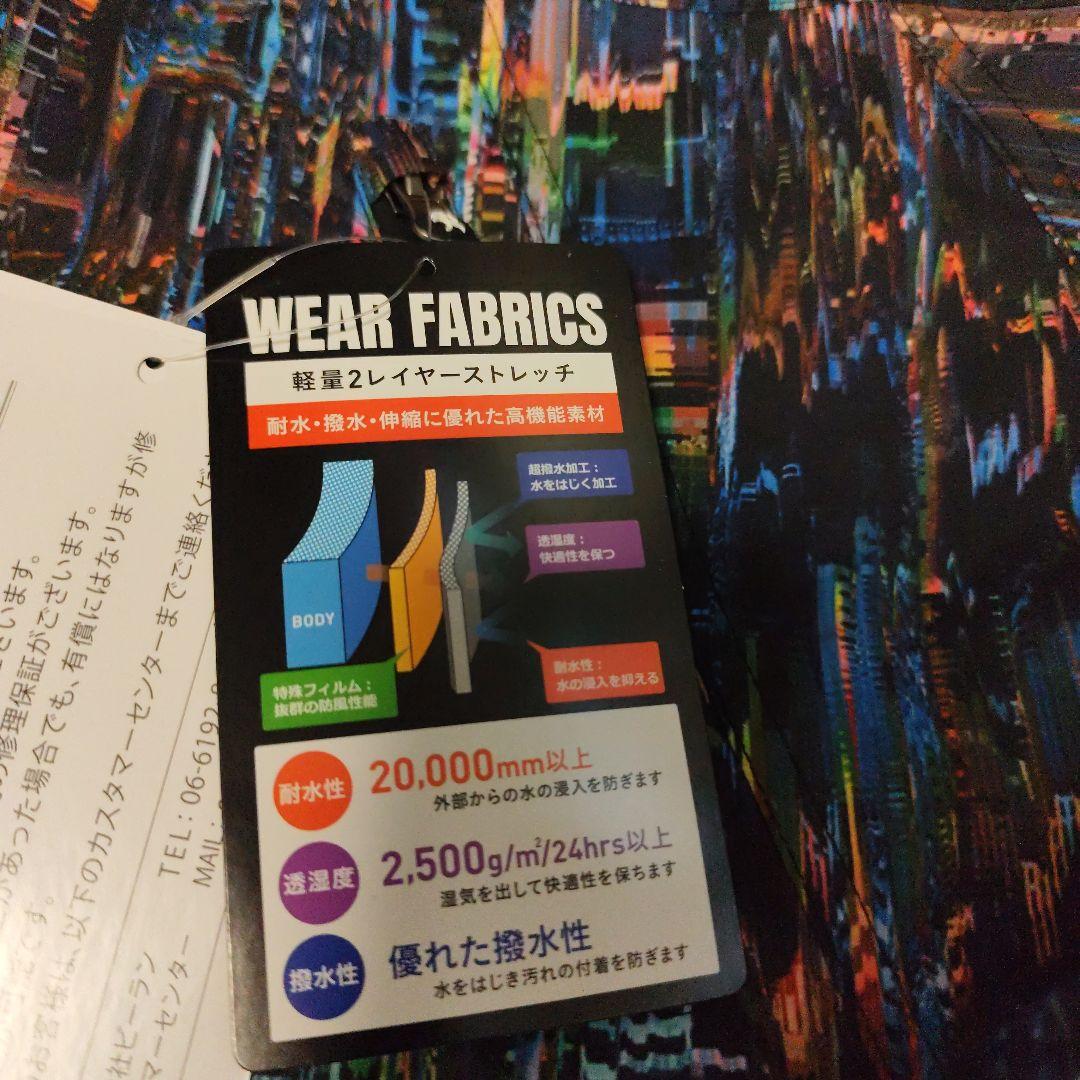 WEAR FABRICS
軽量2レイヤーストレッチ
耐水・撥水・伸縮に優れた高機能素材
超撥水加工：
水をはじく加工
透湿度：
快適性を保つ
BODY
耐水性：
水の浸入を抑える
特殊フィルム：
抜群の防風性能
耐水性
20,000mm以上
外部からの水の浸入を防ぎます
透湿度
2,500g/㎡/24hrs以上
湿気を出して快適性を保ちます
撥水性
優れた撥水性
水をはじき汚れの付着を防ぎます
の修理保証がございます。
があった場合でも、有償にはなりますが修
です。
お客様は、以下のカスタマーセンターまでご連絡くだ
社ビーラン
マーセンター
TEL：06-6192
MAIL：